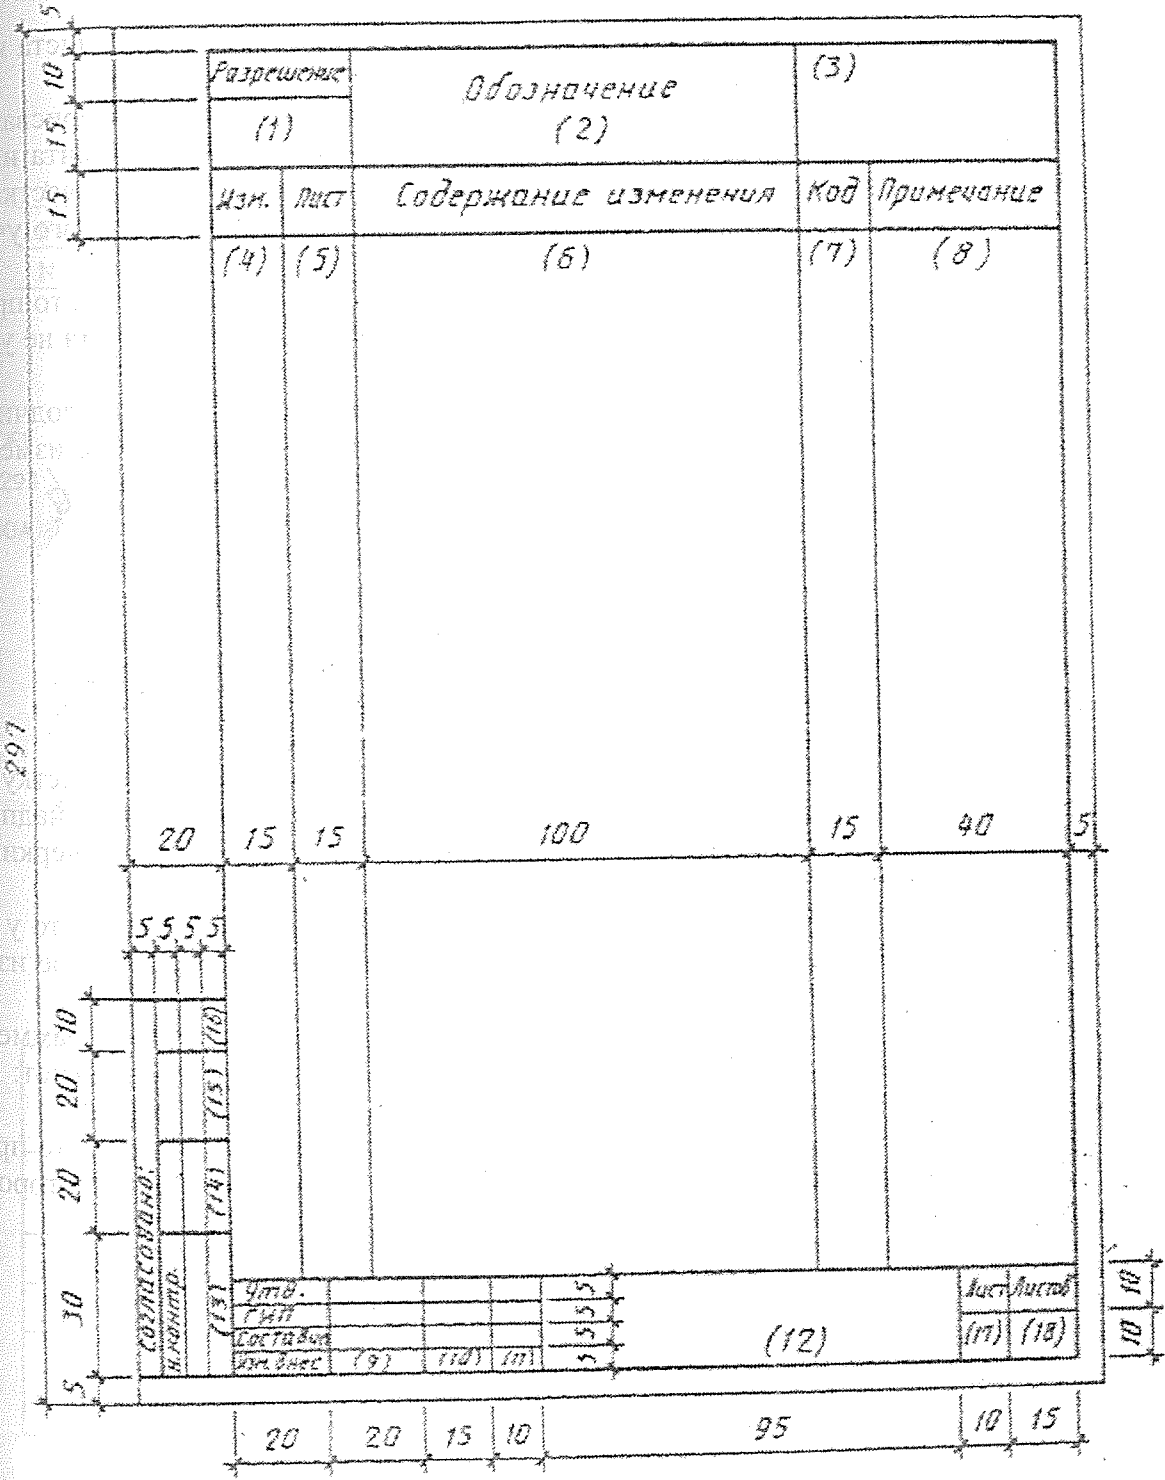 5
Разрешение
Обозначение
(3)
10
15
(1)
(2)
15
Изм. Лист Содержание изменения Код Примечание
(4) (5) (6) (7) (8)
297
20 15 15 100 15 40 5
5 5 5 5
10
(16)
20
(15)
20
(14)
Согласовано:
30
Н.контр.
(13)
5
Утв.
ГИП
Составил
Изм. внес (9) (10) (11)
5 5 5 5
(12)
Лист Листов
(17) (18)
10
10
20 20 15 10 95 10 15